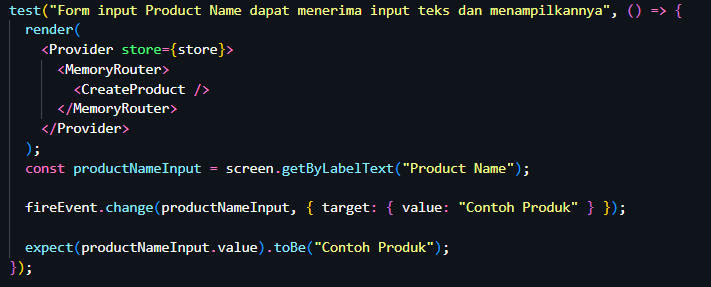 test("Form input Product Name dapat menerima input teks dan menampilkannya", () => {
  render(
    <Provider store={store}>
      <MemoryRouter>
        <CreateProduct />
      </MemoryRouter>
    </Provider>
  );
  const productNameInput = screen.getByLabelText("Product Name");

  fireEvent.change(productNameInput, { target: { value: "Contoh Produk" } });

  expect(productNameInput.value).toBe("Contoh Produk");
});